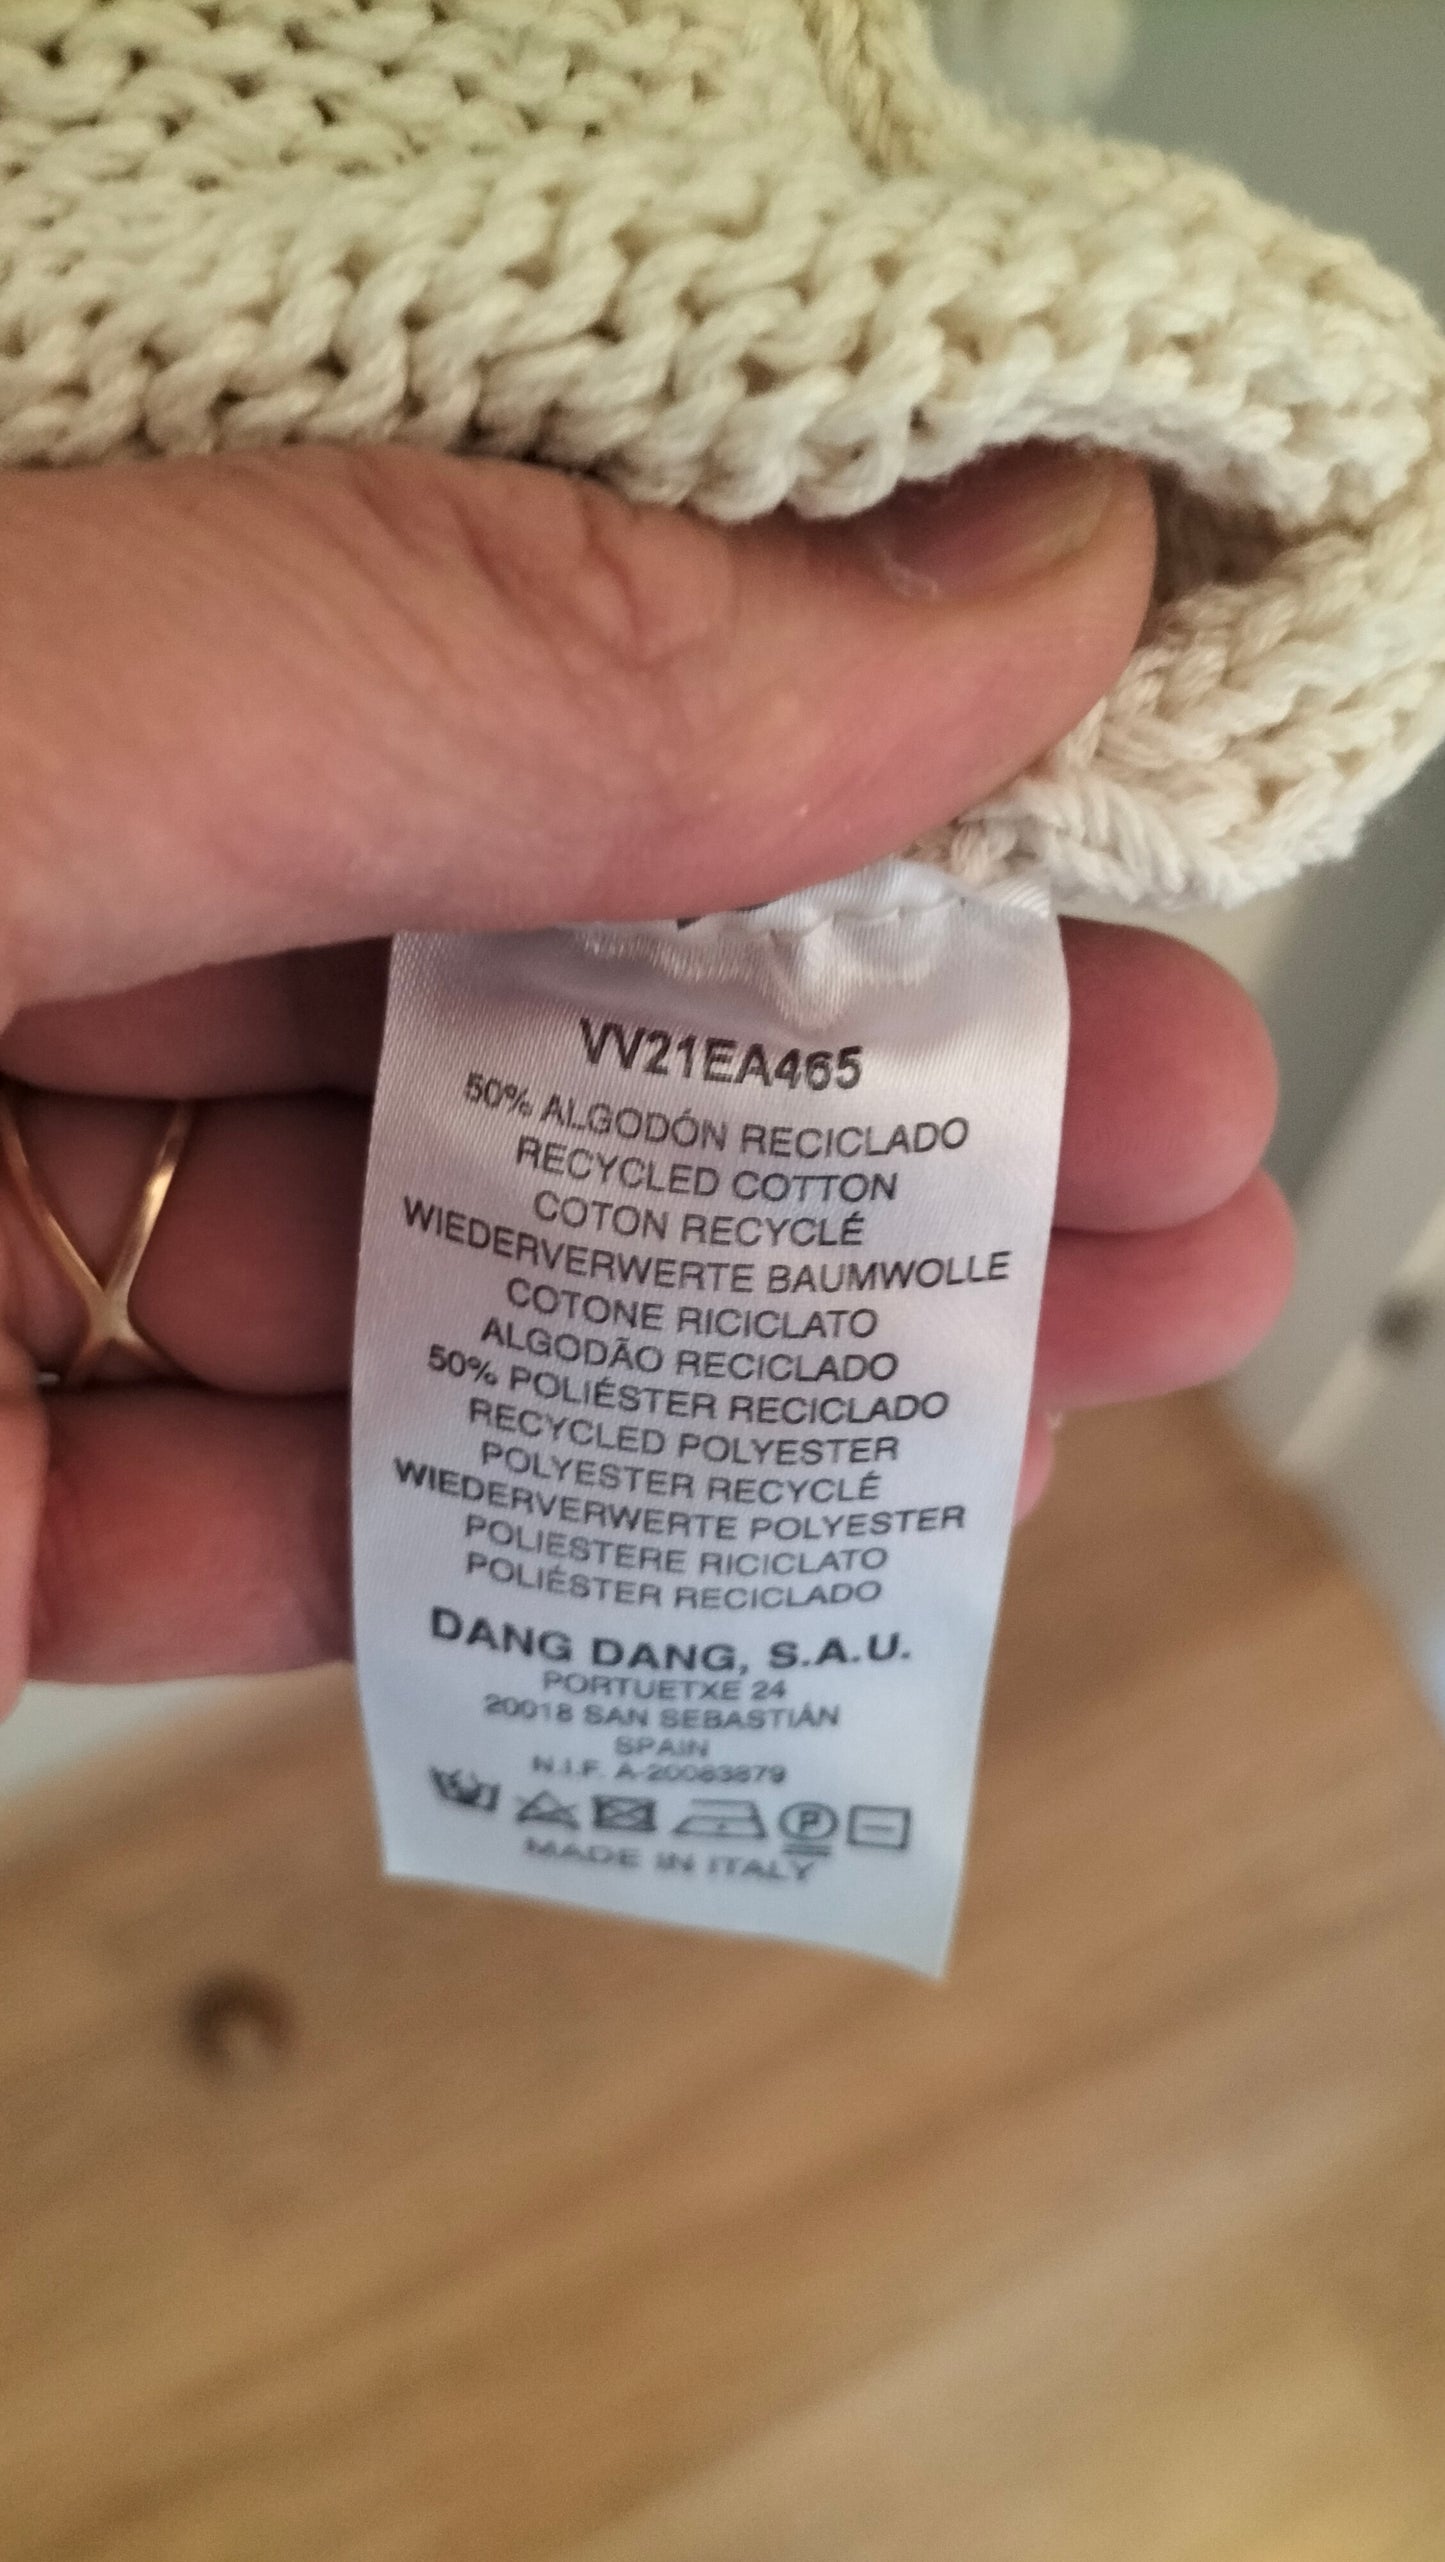 VV21EA465
50% ALGODÓN RECICLADO
RECYCLED COTTON
COTON RECYCLÉ
WIEDERVERWERTE BAUMWOLLE
COTONE RICICLATO
ALGODÃO RECICLADO
50% POLIÉSTER RECICLADO
RECYCLED POLYESTER
POLYESTER RECYCLÉ
WIEDERVERWERTE POLYESTER
POLIESTERE RICICLATO
POLIÉSTER RECICLADO
DANG DANG, S.A.U.
PORTUETXE 24
20018 SAN SEBASTIÁN
SPAIN
N.I.F. A-20083879
P
MADE IN ITALY